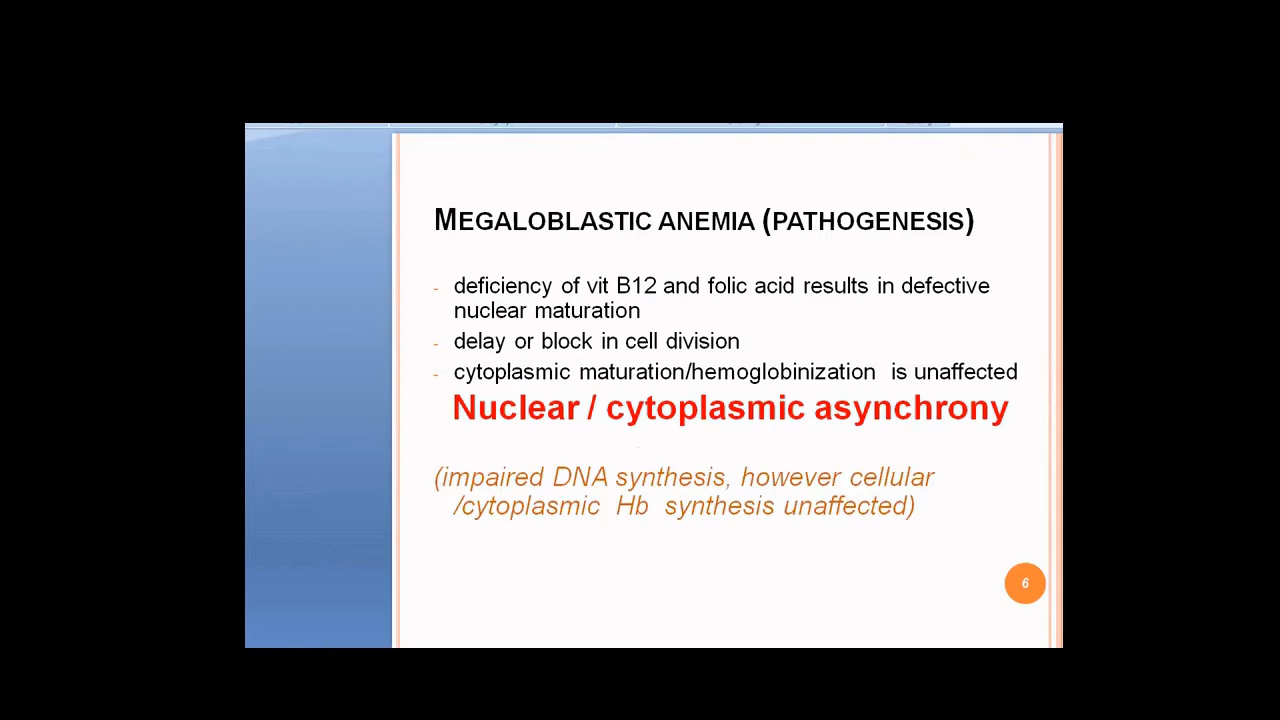 MEGALOBLASTIC ANEMIA (PATHOGENESIS)
- deficiency of vit B12 and folic acid results in defective
nuclear maturation
- delay or block in cell division
- cytoplasmic maturation/hemoglobinization is unaffected
Nuclear / cytoplasmic asynchrony
(impaired DNA synthesis, however cellular
/cytoplasmic Hb synthesis unaffected)
6